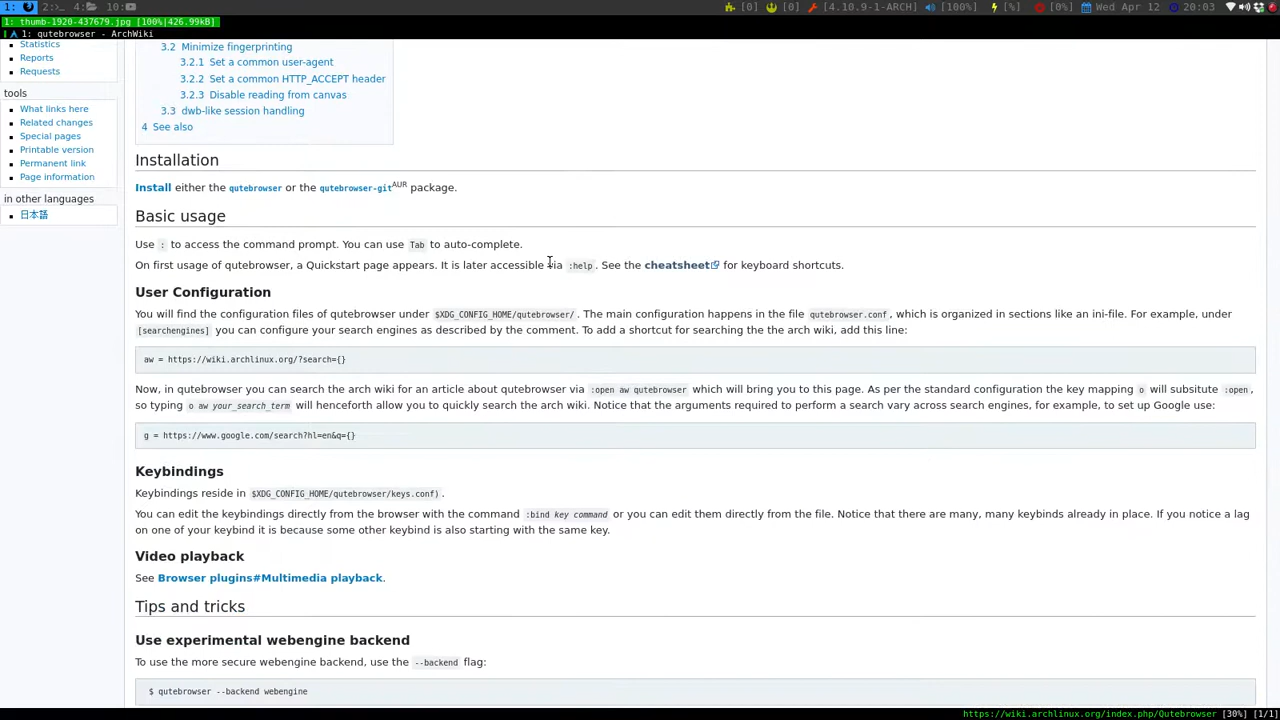 1: 2: 4: 10: [0] [0] [4.10.9-1-ARCH] [100%] [%] [0%] Wed Apr 12 20:03
1: thumb-1920-437679.jpg [100%|426.99kB]
1: qutebrowser - ArchWiki
Statistics
Reports
Requests
tools
What links here
Related changes
Special pages
Printable version
Permanent link
Page information
in other languages
日本語
3.2 Minimize fingerprinting
3.2.1 Set a common user-agent
3.2.2 Set a common HTTP_ACCEPT header
3.2.3 Disable reading from canvas
3.3 dwb-like session handling
4 See also
Installation
Install either the qutebrowser or the qutebrowser-gitAUR package.
Basic usage
Use : to access the command prompt. You can use Tab to auto-complete.
On first usage of qutebrowser, a Quickstart page appears. It is later accessible via :help. See the cheatsheet for keyboard shortcuts.
User Configuration
You will find the configuration files of qutebrowser under $XDG_CONFIG_HOME/qutebrowser/. The main configuration happens in the file qutebrowser.conf, which is organized in sections like an ini-file. For example, under
[searchengines] you can configure your search engines as described by the comment. To add a shortcut for searching the the arch wiki, add this line:
aw = https://wiki.archlinux.org/?search={}
Now, in qutebrowser you can search the arch wiki for an article about qutebrowser via :open aw qutebrowser which will bring you to this page. As per the standard configuration the key mapping o will subsitute :open,
so typing o aw your_search_term will henceforth allow you to quickly search the arch wiki. Notice that the arguments required to perform a search vary across search engines, for example, to set up Google use:
g = https://www.google.com/search?hl=en&q={}
Keybindings
Keybindings reside in $XDG_CONFIG_HOME/qutebrowser/keys.conf).
You can edit the keybindings directly from the browser with the command :bind key command or you can edit them directly from the file. Notice that there are many, many keybinds already in place. If you notice a lag
on one of your keybind it is because some other keybind is also starting with the same key.
Video playback
See Browser plugins#Multimedia playback.
Tips and tricks
Use experimental webengine backend
To use the more secure webengine backend, use the --backend flag:
$ qutebrowser --backend webengine
https://wiki.archlinux.org/index.php/Qutebrowser [30%] [1/1]